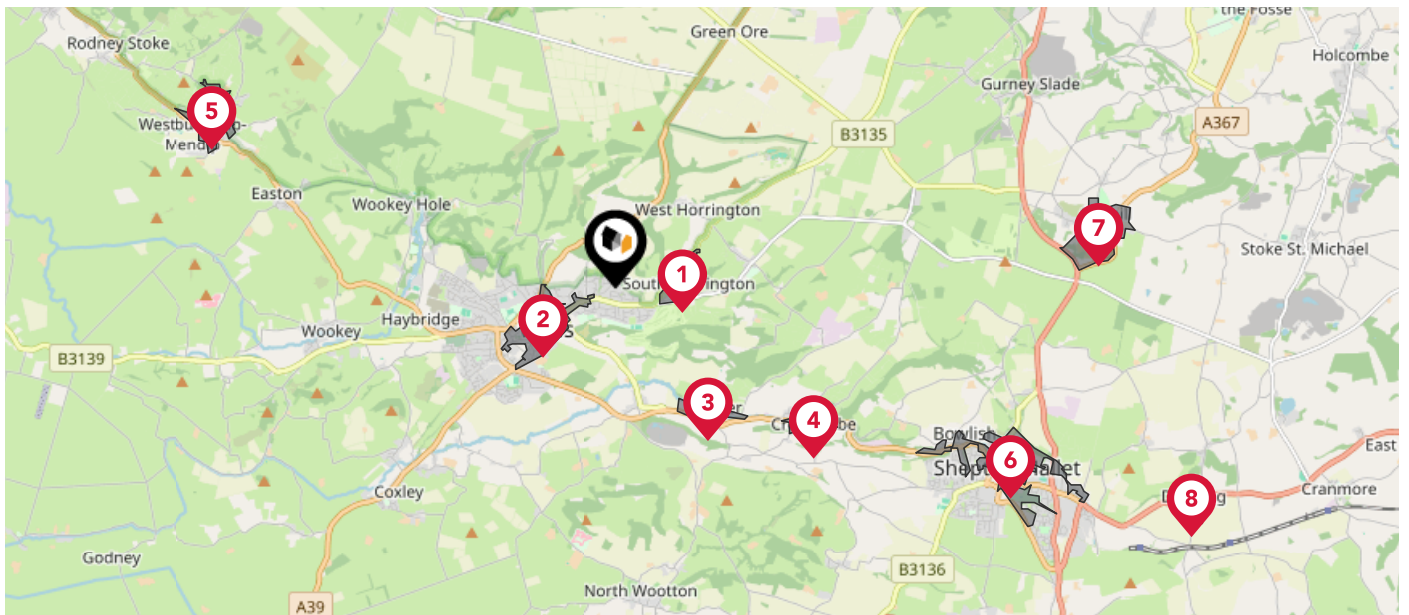 the Fosse
Green Ore
Rodney Stoke
Holcombe
Gurney Slade
5
A367
B3135
Mendip
Easton
Wookey Hole
West Horrington
7
Stoke St. Michael
1
2
Haybridge
Wookey
B3139
3
4
Bowlish
6
8
East
Cranmore
Coxley
Godney
B3136
North Wootton
A39